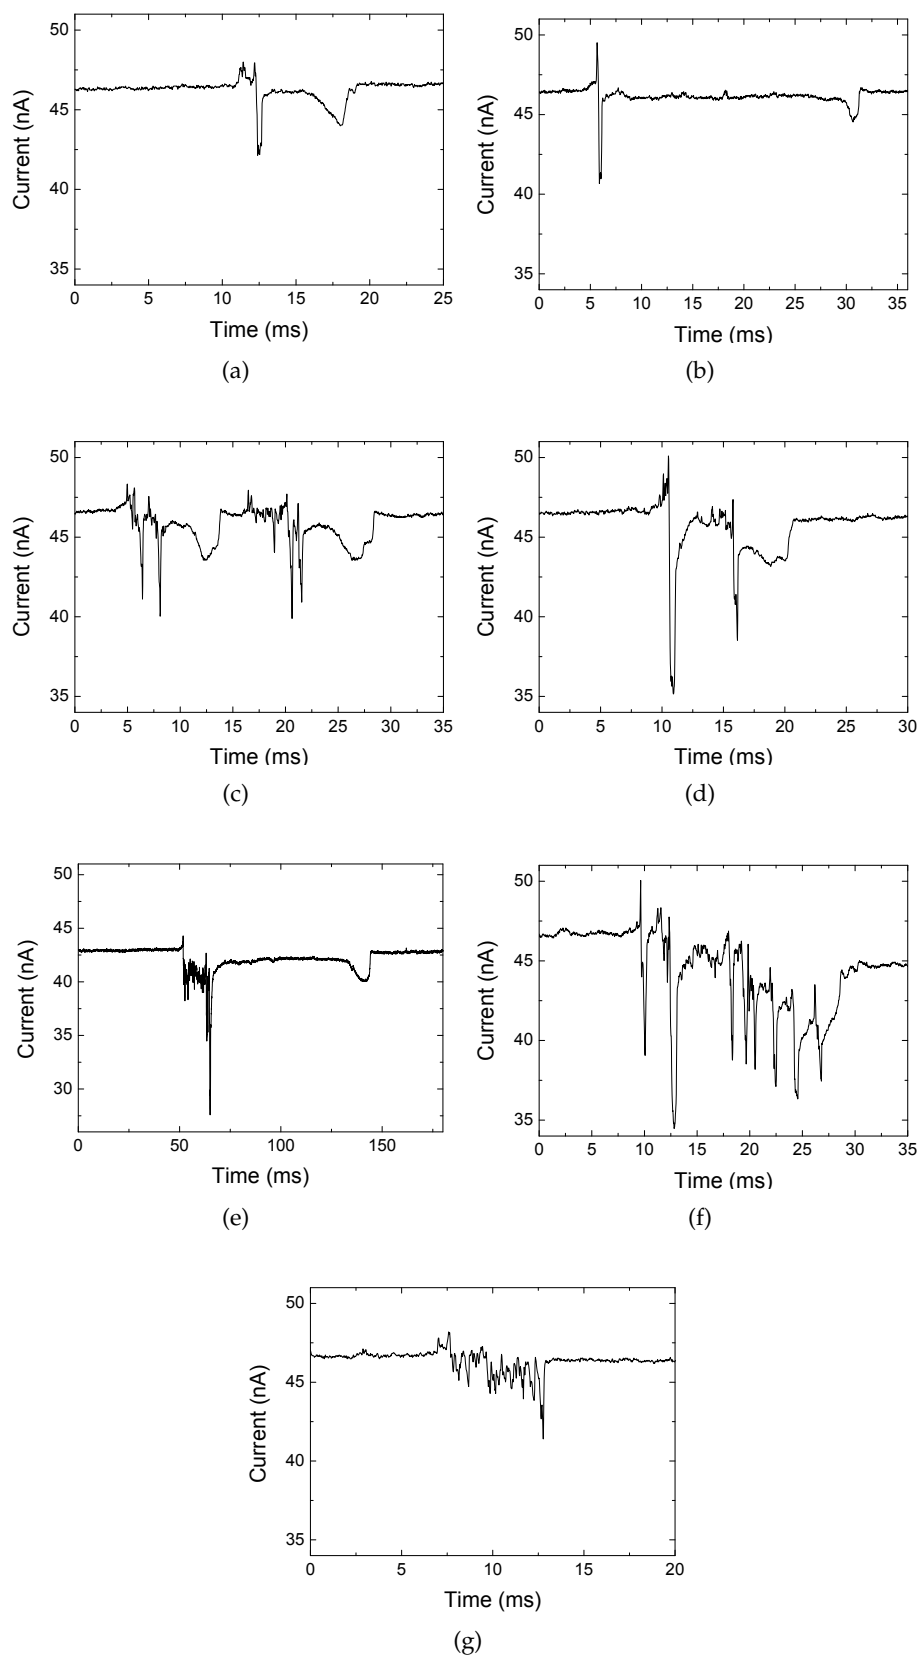 50
45
40
35
Current (nA)
0 5 10 15 20 25
Time (ms)
(a)
50
45
40
35
Current (nA)
0 5 10 15 20 25 30 35
Time (ms)
(b)
50
45
40
35
Current (nA)
0 5 10 15 20 25 30 35
Time (ms)
(c)
50
45
40
35
Current (nA)
0 5 10 15 20 25 30
Time (ms)
(d)
50
45
40
35
30
Current (nA)
0 50 100 150
Time (ms)
(e)
50
45
40
35
Current (nA)
0 5 10 15 20 25 30 35
Time (ms)
(f)
50
45
40
35
Current (nA)
0 5 10 15 20
Time (ms)
(g)